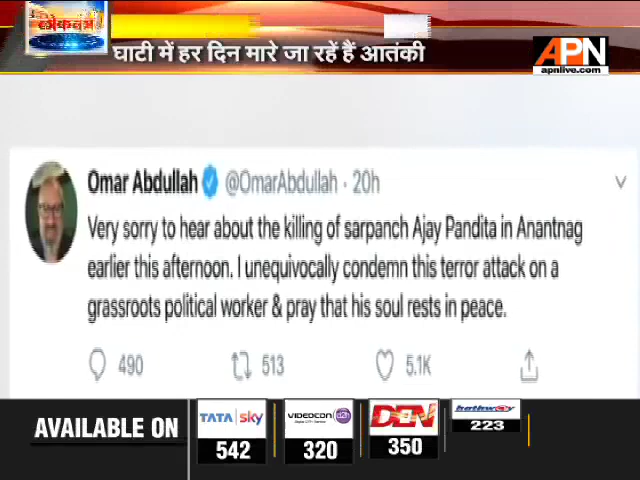 लोकतंत्र
घाटी में हर दिन मारे जा रहें हैं आतंकी
APN
apnlive.com
Omar Abdullah @OmarAbdullah · 20h
Very sorry to hear about the killing of sarpanch Ajay Pandita in Anantnag
earlier this afternoon. I unequivocally condemn this terror attack on a
grassroots political worker & pray that his soul rests in peace.
490 513 5.1K
AVAILABLE ON
TATA sky
542
VIDEOCON d2h
320
DEN
350
hathway
223